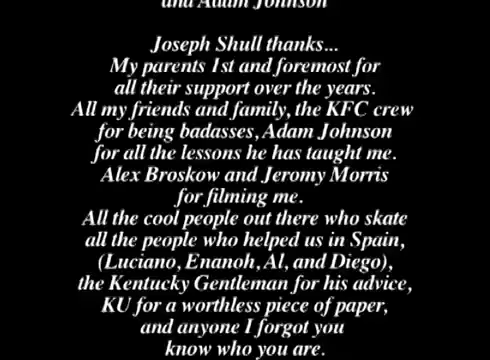 and Adam Johnson
Joseph Shull thanks...
My parents 1st and foremost for
all their support over the years.
All my friends and family, the KFC crew
for being badasses, Adam Johnson
for all the lessons he has taught me.
Alex Broskow and Jeromy Morris
for filming me.
All the cool people out there who skate
all the people who helped us in Spain,
(Luciano, Enanoh, Al, and Diego),
the Kentucky Gentleman for his advice,
KU for a worthless piece of paper,
and anyone I forgot you
know who you are.